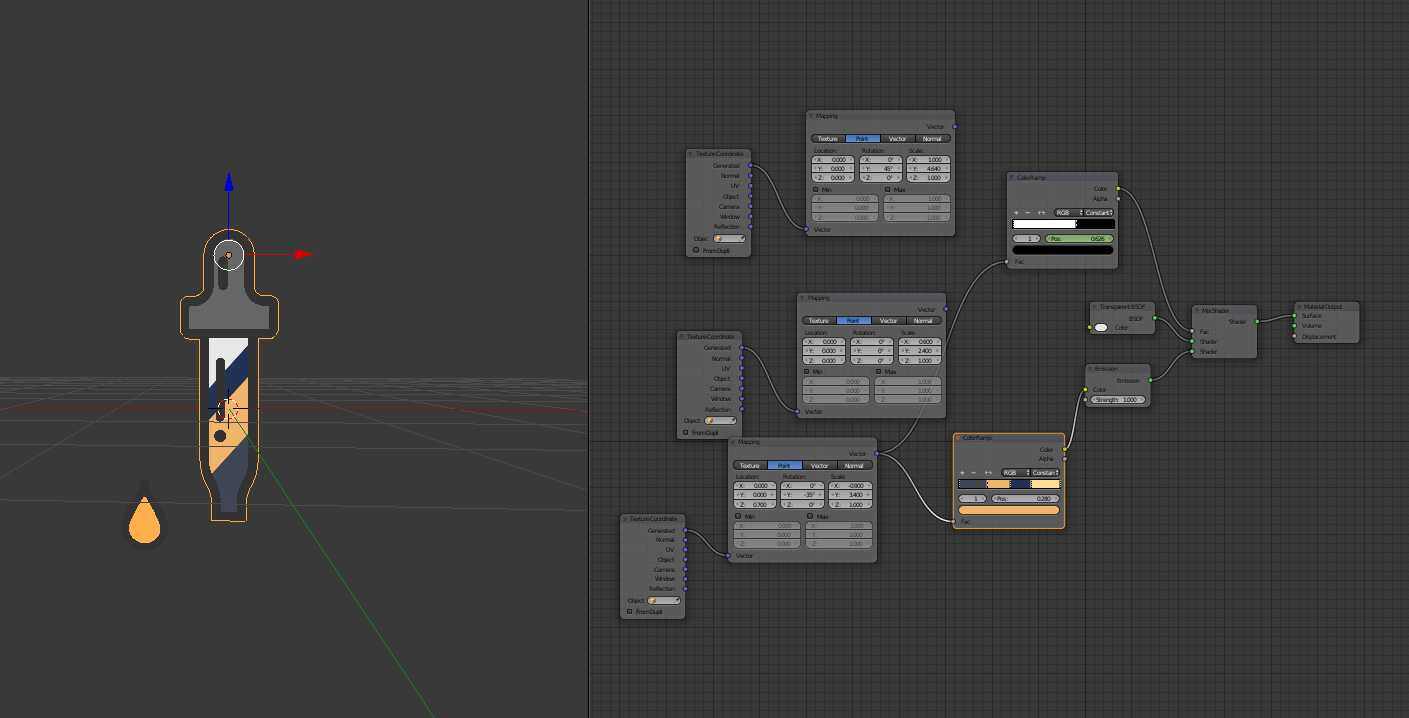 Mapping
Vector
Texture Point Vector Normal
Location: Rotation: Scale:
X: 0.000 X: 0° X: 1.000
Y: 0.000 Y: 45° Y: 4.640
Z: 0.000 Z: 0° Z: 1.000
Min Max
X: 0.000 X: 1.000
Y: 0.000 Y: 1.000
Z: 0.000 Z: 1.000
Vector
Texture Coordinate
Generated
Normal
UV
Object
Camera
Window
Reflection
Objec
From Dupli
ColorRamp
Color
Alpha
+ − RGB Constant
1 Pos: 0.626
Fac
Mapping
Vector
Texture Point Vector Normal
Location: Rotation: Scale:
X: 0.000 X: 0° X: 0.600
Y: 0.000 Y: 0° Y: 2.400
Z: 0.000 Z: 0° Z: 1.000
Min Max
X: 0.000 X: 1.000
Y: 0.000 Y: 1.000
Z: 0.000 Z: 1.000
Vector
Texture Coordinate
Generated
Normal
UV
Object
Camera
Window
Reflection
Object
From Dupli
Transparent BSDF
BSDF
Color
Mix Shader
Shader
Fac
Shader
Shader
Material Output
Surface
Volume
Displacement
Emission
Emission
Color
Strength: 1.000
Mapping
Vector
Texture Point Vector Normal
Location: Rotation: Scale:
X: 0.000 X: 0° X: -0.900
Y: 0.000 Y: -35° Y: 3.400
Z: 0.700 Z: 0° Z: 1.000
Min Max
X: 0.000 X: 1.000
Y: 0.000 Y: 1.000
Z: 0.000 Z: 1.000
Vector
ColorRamp
Color
Alpha
+ − RGB Constan
1 Pos: 0.280
Fac
Texture Coordinate
Generated
Normal
UV
Object
Camera
Window
Reflection
Object
From Dupli